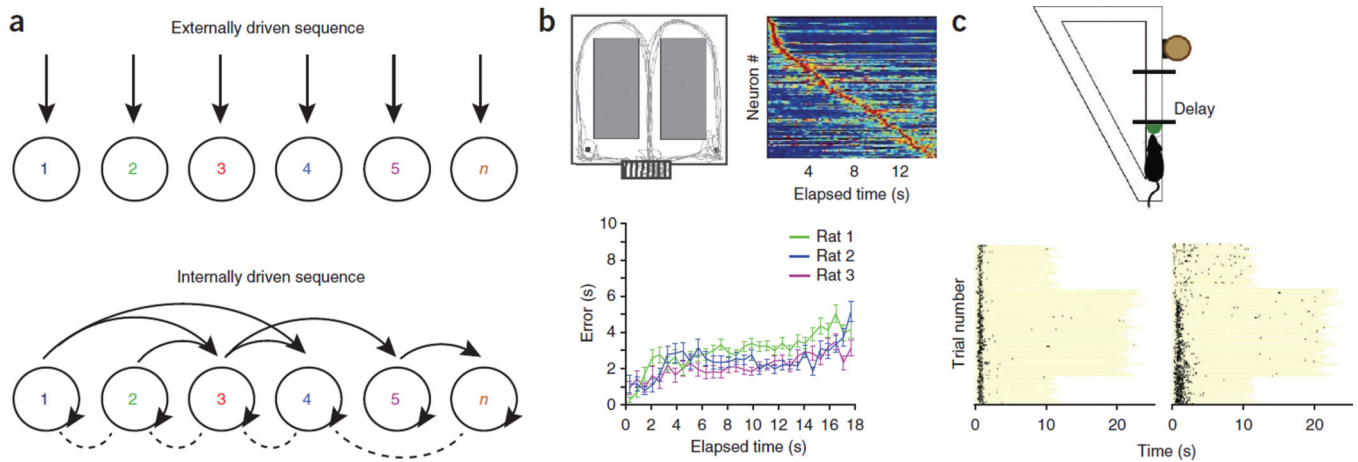 a
Externally driven sequence
1 2 3 4 5 n
Internally driven sequence
1 2 3 4 5 n
b
Neuron #
4 8 12
Elapsed time (s)
10
8
6
4
2
0
Error (s)
Rat 1
Rat 2
Rat 3
0 2 4 6 8 10 12 14 16 18
Elapsed time (s)
c
Delay
Trial number
0 10 20
0 10 20
Time (s)